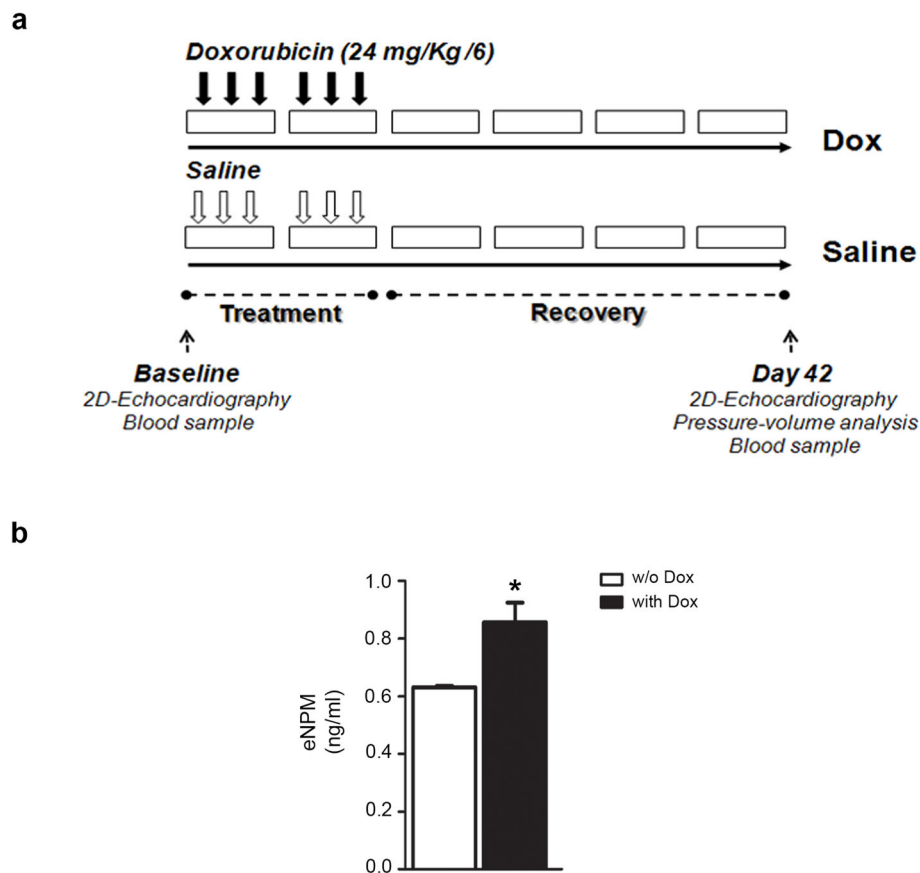 a
Doxorubicin (24 mg/Kg/6)
Dox
Saline
Saline
Treatment
Recovery
Baseline
2D-Echocardiography
Blood sample
Day 42
2D-Echocardiography
Pressure-volume analysis
Blood sample
b
1.0
0.8
0.6
0.4
0.2
0.0
eNPM
(ng/ml)
*
w/o Dox
with Dox